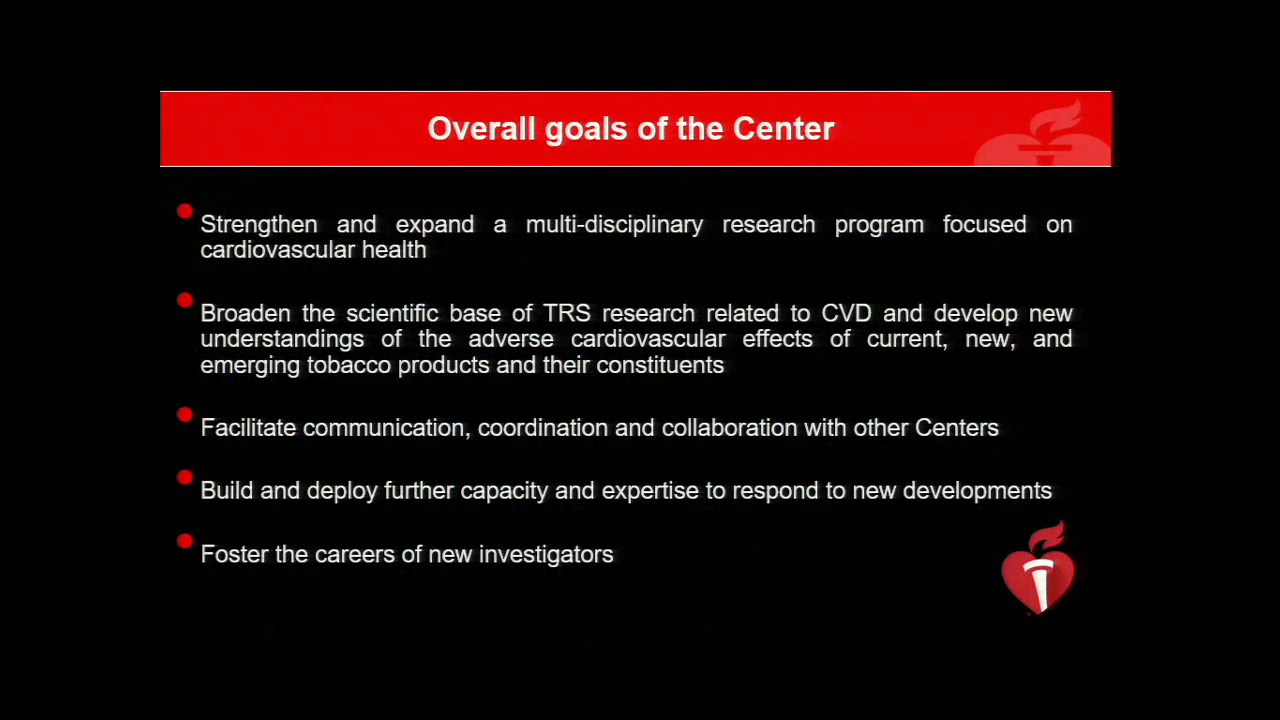 Overall goals of the Center
Strengthen and expand a multi-disciplinary research program focused on
cardiovascular health
Broaden the scientific base of TRS research related to CVD and develop new
understandings of the adverse cardiovascular effects of current, new, and
emerging tobacco products and their constituents
Facilitate communication, coordination and collaboration with other Centers
Build and deploy further capacity and expertise to respond to new developments
Foster the careers of new investigators